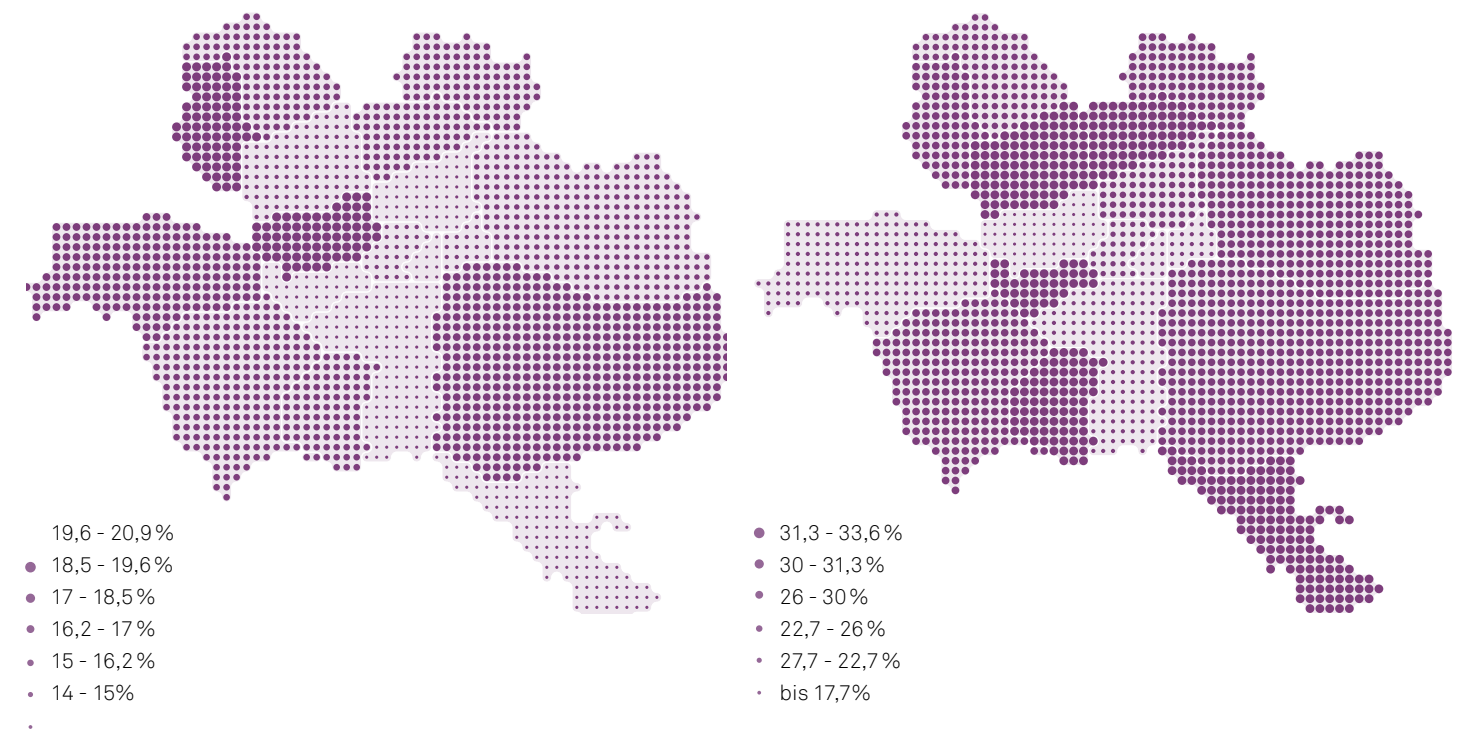 19,6 - 20,9 %
18,5 - 19,6 %
17 - 18,5 %
16,2 - 17 %
15 - 16,2 %
14 - 15%
31,3 - 33,6 %
30 - 31,3 %
26 - 30 %
22,7 - 26 %
27,7 - 22,7 %
bis 17,7%